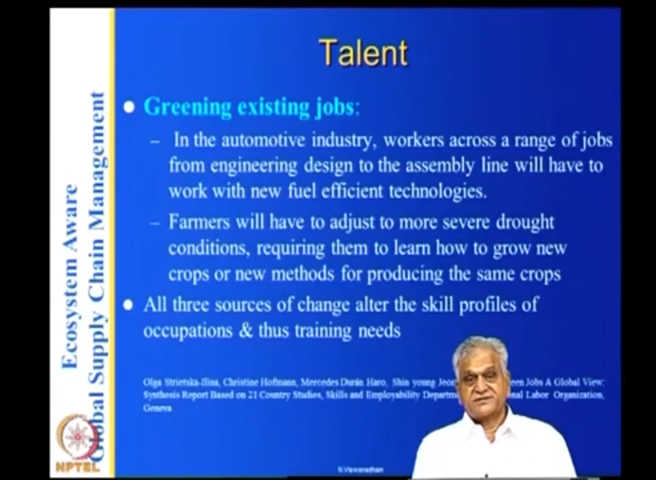 Talent
Greening existing jobs:
– In the automotive industry, workers across a range of jobs
from engineering design to the assembly line will have to
work with new fuel efficient technologies.
– Farmers will have to adjust to more severe drought
conditions, requiring them to learn how to grow new
crops or new methods for producing the same crops
All three sources of change alter the skill profiles of
occupations & thus training needs
Olga Strietska-Ilina, Christine Hofmann, Mercedes Durán Haro, Shin young Jeon Jobs A Global View:
Synthesis Report Based on 21 Country Studies, Skills and Employability Labor Organization,
Geneva
N.Viswanadham
Ecosystem Aware
Global Supply Chain Management
NPTEL